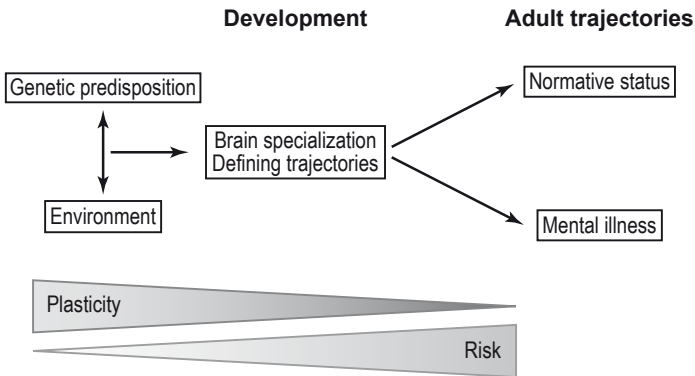 Development
Adult trajectories
Genetic predisposition
Normative status
Brain specialization
Defining trajectories
Environment
Mental illness
Plasticity
Risk